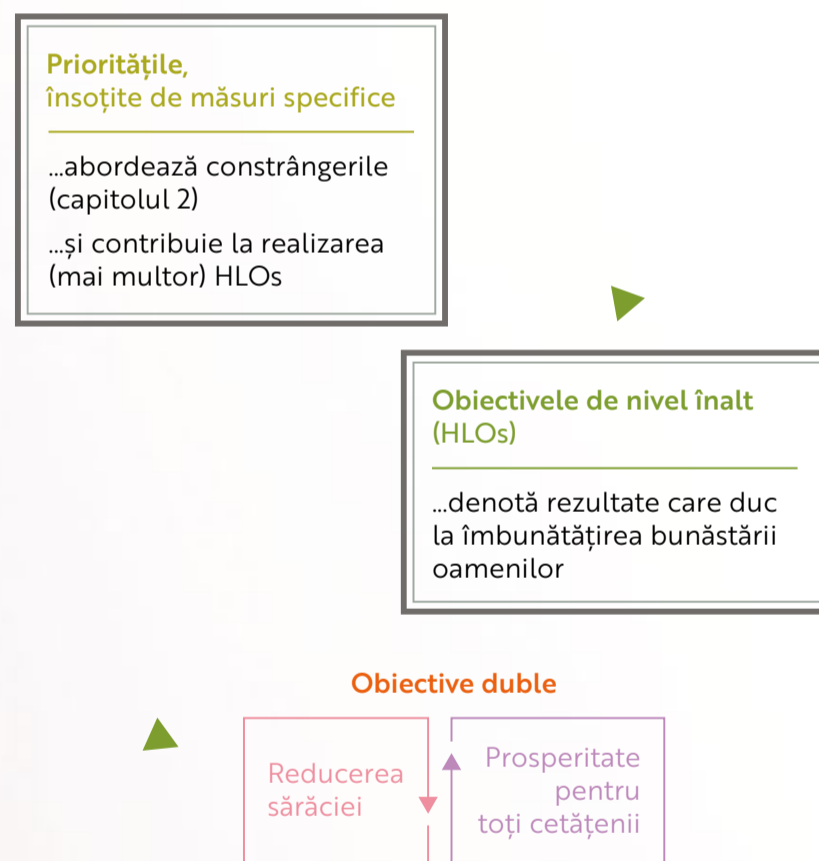 Prioritățile,
însoțite de măsuri specifice
...abordează constrângerile
(capitolul 2)
...și contribuie la realizarea
(mai multor) HLOs
Obiectivele de nivel înalt
(HLOs)
...denotă rezultate care duc
la îmbunătățirea bunăstării
oamenilor
Obiective duble
Reducerea
sărăciei
Prosperitate
pentru
toți cetățenii